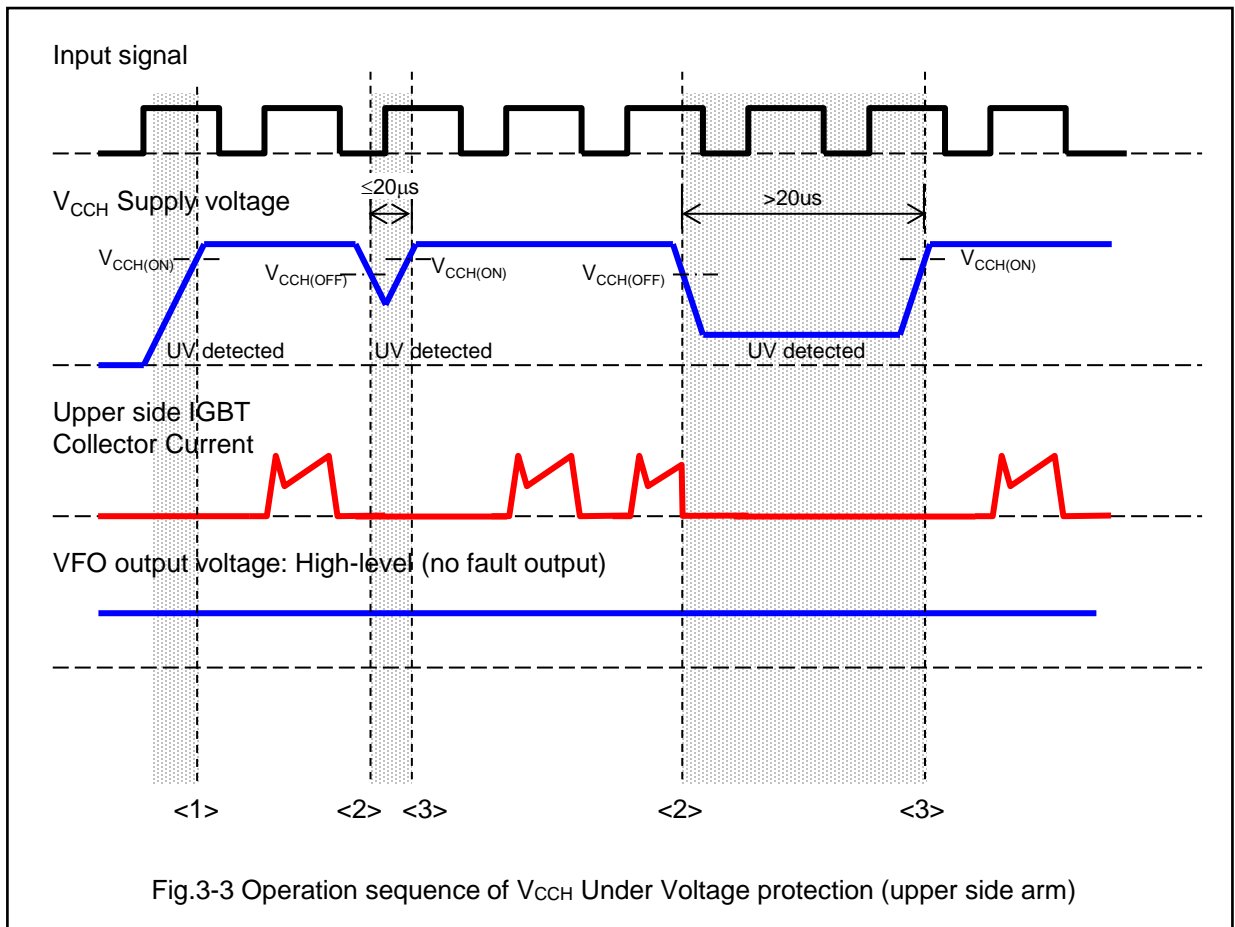 Input signal
≤20μs
V_CCH Supply voltage
>20us
V_CCH(ON)
V_CCH(OFF)
V_CCH(ON)
V_CCH(OFF)
V_CCH(ON)
UV detected
UV detected
UV detected
Upper side IGBT
Collector Current
VFO output voltage: High-level (no fault output)
<1>
<2>
<3>
<2>
<3>
Fig.3-3 Operation sequence of V_CCH Under Voltage protection (upper side arm)